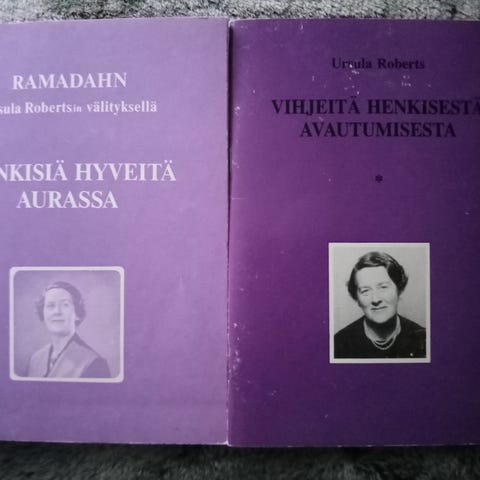 RAMADAHN
sula Robertsin välityksellä
NKISIÄ HYVEITÄ
AURASSA
Ursula Roberts
VIHJEITÄ HENKISESTÄ
AVAUTUMISESTA
*